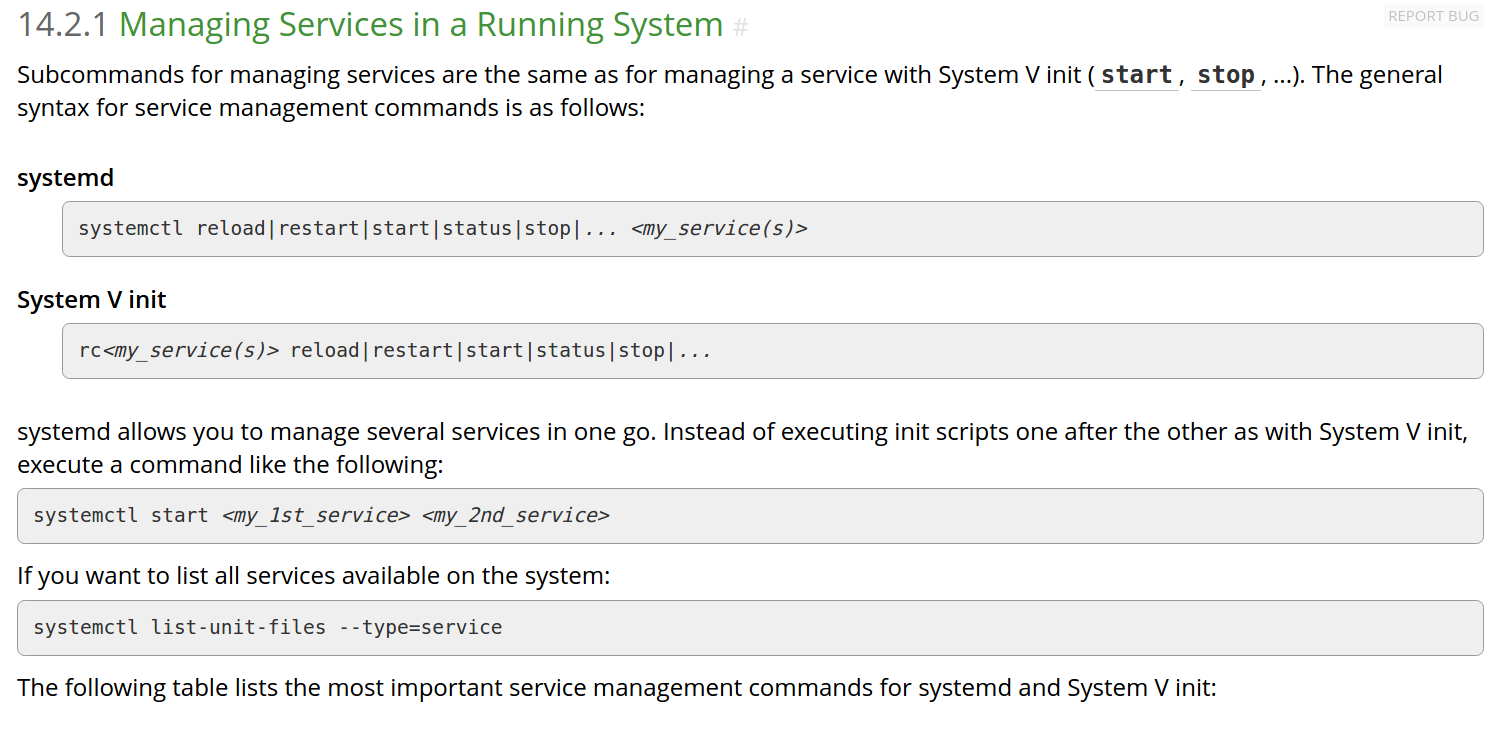 14.2.1 Managing Services in a Running System #
REPORT BUG
Subcommands for managing services are the same as for managing a service with System V init ( start , stop , ...). The general
syntax for service management commands is as follows:
systemd
systemctl reload|restart|start|status|stop|... <my_service(s)>
System V init
rc<my_service(s)> reload|restart|start|status|stop|...
systemd allows you to manage several services in one go. Instead of executing init scripts one after the other as with System V init,
execute a command like the following:
systemctl start <my_1st_service> <my_2nd_service>
If you want to list all services available on the system:
systemctl list-unit-files --type=service
The following table lists the most important service management commands for systemd and System V init: